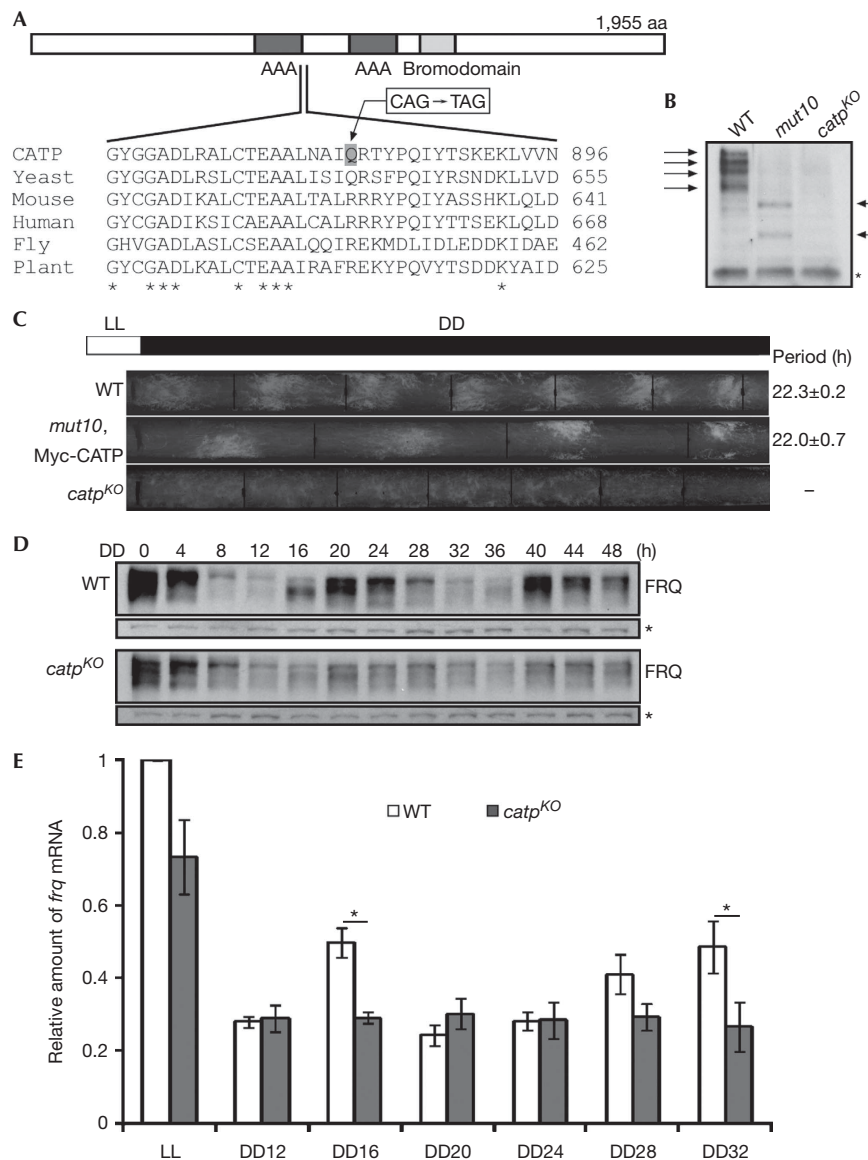 A
1,955 aa
AAA
AAA
Bromodomain
CAG → TAG
CATP GYGGADLRALCTEAALNAIQRTYPQIYTSKEKLVVN 896
Yeast GYGGADLRSLCTEAALISIQRSFPQIYRSNDKLLVD 655
Mouse GYCGADIKALCTEAALTALRRRYPQIYASSHKLQLD 641
Human GYCGADIKSICAEAALCALRRRYPQIYTTSEKLQLD 668
Fly GHVGADLASLCSEAALQQIREKMDLIDLEDDKIDAE 462
Plant GYCGADLKALCTEAAIRAFREKYPQVYTSDDKYAID 625
* *** * *** *
B
WT
mut10
catpKO
*
C
LL
DD
Period (h)
WT
22.3±0.2
mut10,
Myc-CATP
22.0±0.7
catpKO
–
D
DD 0 4 8 12 16 20 24 28 32 36 40 44 48 (h)
WT
FRQ
*
catpKO
FRQ
*
E
Relative amount of frq mRNA
1
0.8
0.6
0.4
0.2
0
WT
catpKO
*
*
LL DD12 DD16 DD20 DD24 DD28 DD32